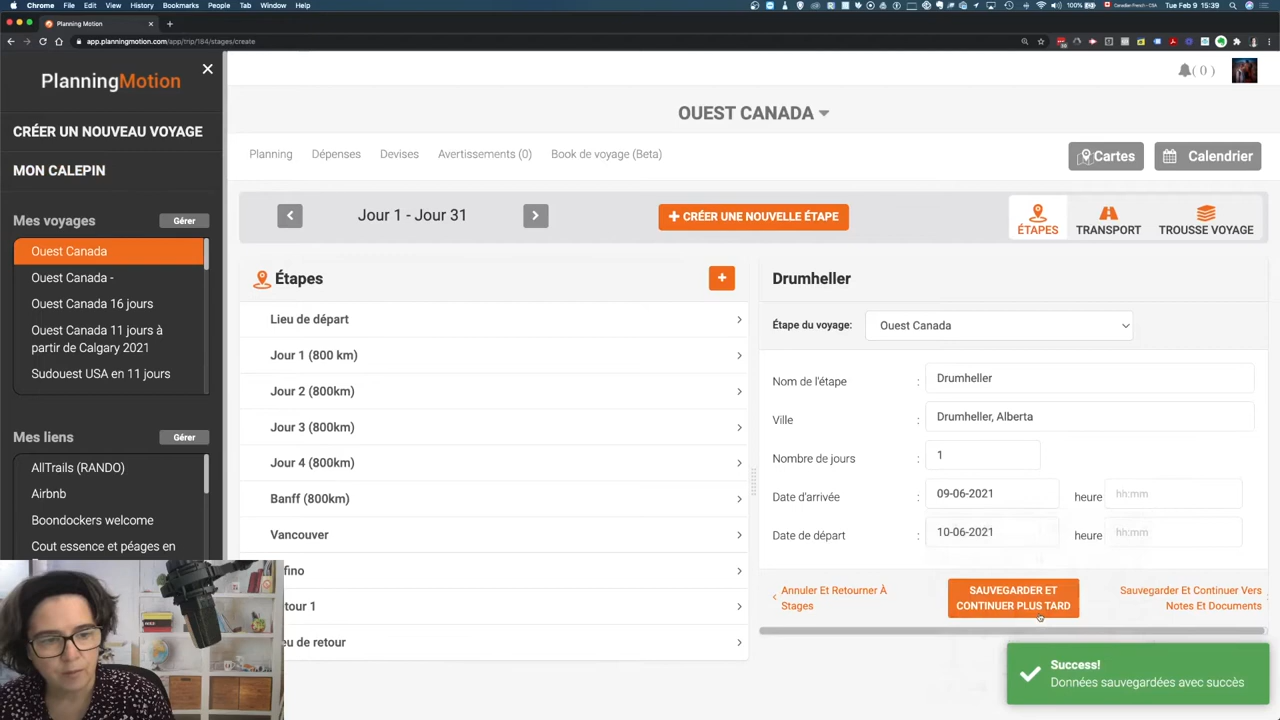 Chrome File Edit View History Bookmarks People Tab Window Help
100% Canadian French - CSA Tue Feb 9 15:39
Planning Motion
app.planningmotion.com/app/trip/184/stages/create
PlanningMotion
CRÉER UN NOUVEAU VOYAGE
MON CALEPIN
Mes voyages Gérer
Ouest Canada
Ouest Canada -
Ouest Canada 16 jours
Ouest Canada 11 jours à
partir de Calgary 2021
Sudouest USA en 11 jours
Mes liens Gérer
AllTrails (RANDO)
Airbnb
Boondockers welcome
Cout essence et péages en
( 0 )
OUEST CANADA
Planning Dépenses Devises Avertissements (0) Book de voyage (Beta)
Cartes Calendrier
Jour 1 - Jour 31
+ CRÉER UNE NOUVELLE ÉTAPE
ÉTAPES TRANSPORT TROUSSE VOYAGE
Étapes +
Lieu de départ
Jour 1 (800 km)
Jour 2 (800km)
Jour 3 (800km)
Jour 4 (800km)
Banff (800km)
Vancouver
fino
tour 1
eu de retour
Drumheller
Étape du voyage: Ouest Canada
Nom de l'étape : Drumheller
Ville : Drumheller, Alberta
Nombre de jours : 1
Date d'arrivée : 09-06-2021 heure hh:mm
Date de départ : 10-06-2021 heure hh:mm
Annuler Et Retourner À
Stages
SAUVEGARDER ET
CONTINUER PLUS TARD
Sauvegarder Et Continuer Vers
Notes Et Documents
Success!
Données sauvegardées avec succès